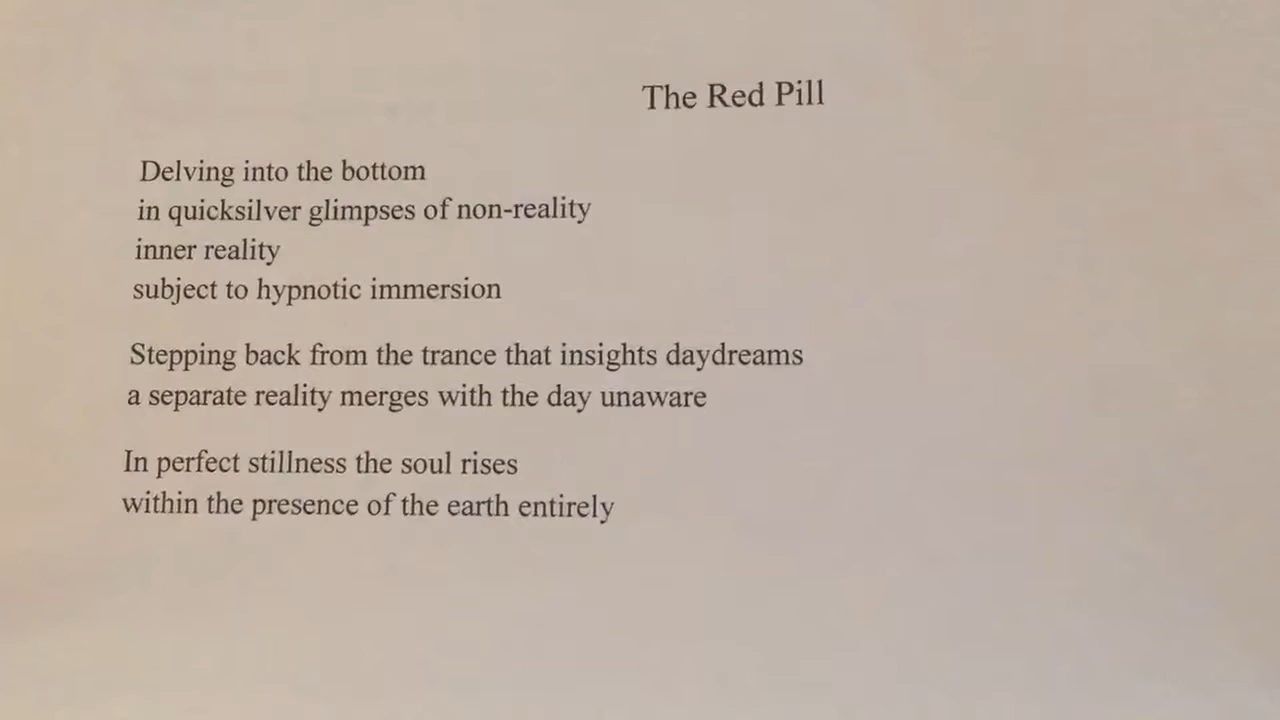 The Red Pill
Delving into the bottom
in quicksilver glimpses of non-reality
inner reality
subject to hypnotic immersion
Stepping back from the trance that insights daydreams
a separate reality merges with the day unaware
In perfect stillness the soul rises
within the presence of the earth entirely